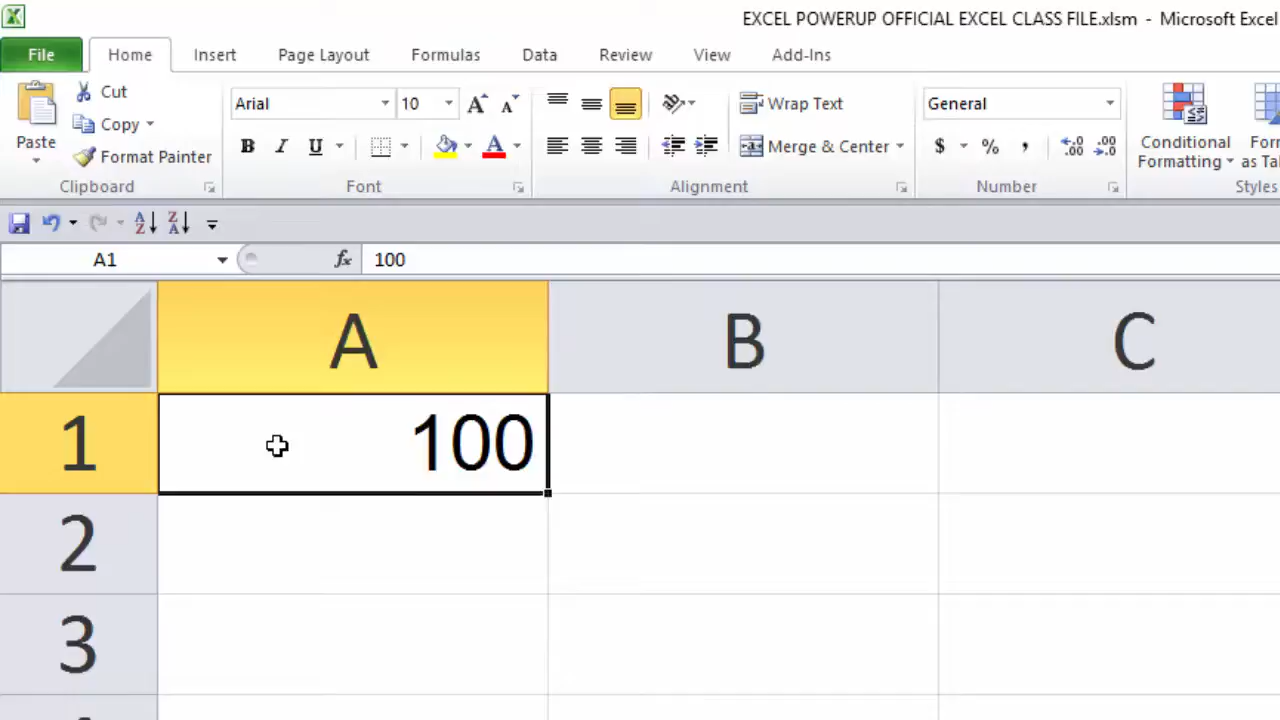 EXCEL POWERUP OFFICIAL EXCEL CLASS FILE.xlsm - Microsoft Excel
File Home Insert Page Layout Formulas Data Review View Add-Ins
Paste
Cut
Copy
Format Painter
Clipboard
Arial 10
B I U A
Font
Wrap Text
Merge & Center
Alignment
General
$ % ,
Number
Conditional
Formatting
Styles
A1 fx 100
A B C
1 100
2
3